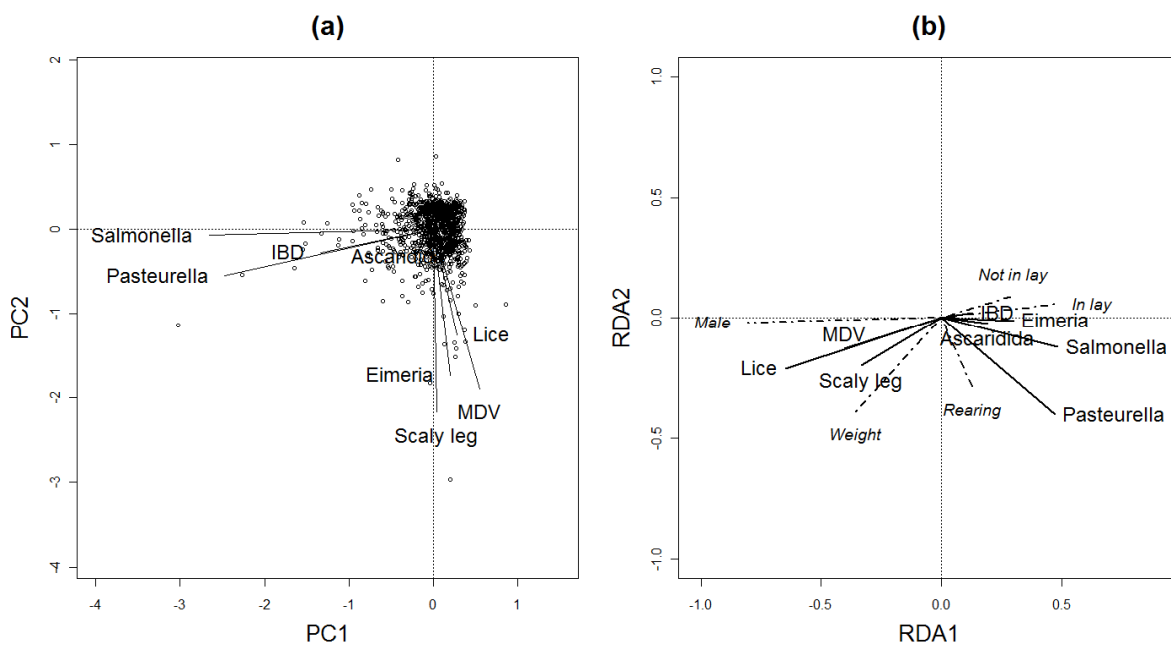 (a)
2
1
0
-1
-2
-3
-4
PC2
Salmonella
IBD
Ascaridida
Pasteurella
Lice
Eimeria
MDV
Scaly leg
-4
-3
-2
-1
0
1
PC1
(b)
1.0
0.5
0.0
-0.5
-1.0
RDA2
Not in lay
In lay
IBD
Eimeria
Male
MDV
Ascaridida
Salmonella
Lice
Scaly leg
Rearing
Pasteurella
Weight
-1.0
-0.5
0.0
0.5
RDA1